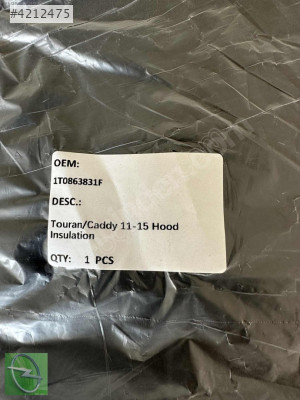 #4212475
OEM:
1T0863831F
DESC.:
Touran/Caddy 11-15 Hood
Insulation
QTY: 1 PCS